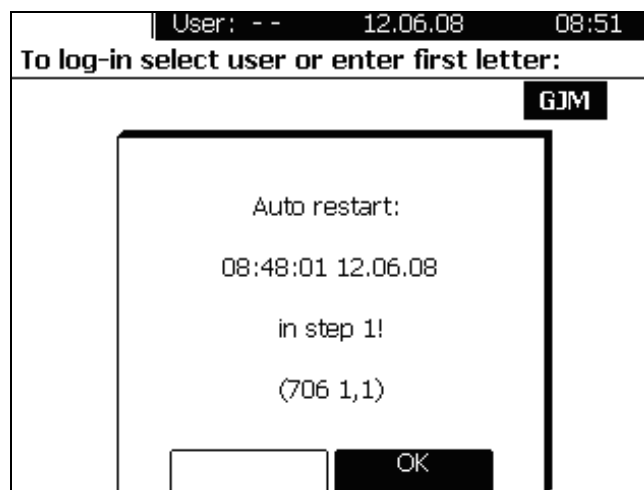 User: - - 12.06.08 08:51
To log-in select user or enter first letter:
GJM
Auto restart:
08:48:01 12.06.08
in step 1!
(706 1,1)
OK